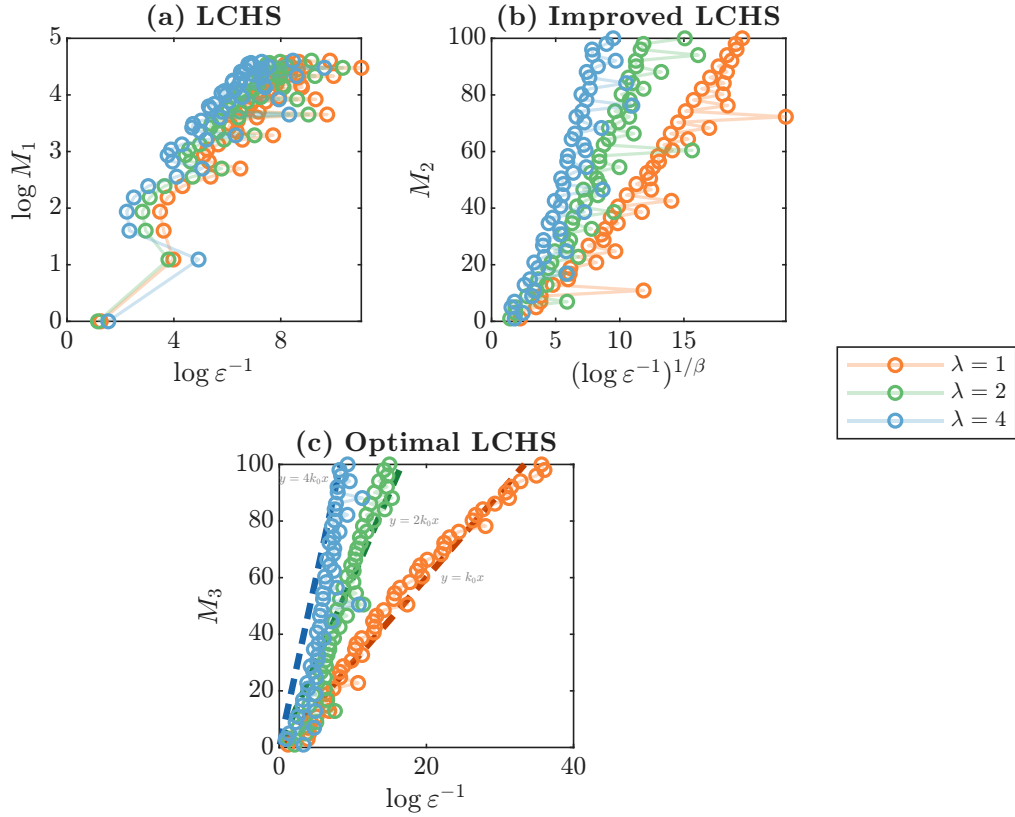 (a) LCHS
5
4
3
2
1
0
0
4
8
log M₁
log ε⁻¹
(b) Improved LCHS
100
80
60
40
20
0
0
5
10
15
M₂
(log ε⁻¹)^{1/β}
λ = 1
λ = 2
λ = 4
(c) Optimal LCHS
100
80
60
40
20
0
0
20
40
M₃
log ε⁻¹
y = 4k₀x
y = 2k₀x
y = k₀x